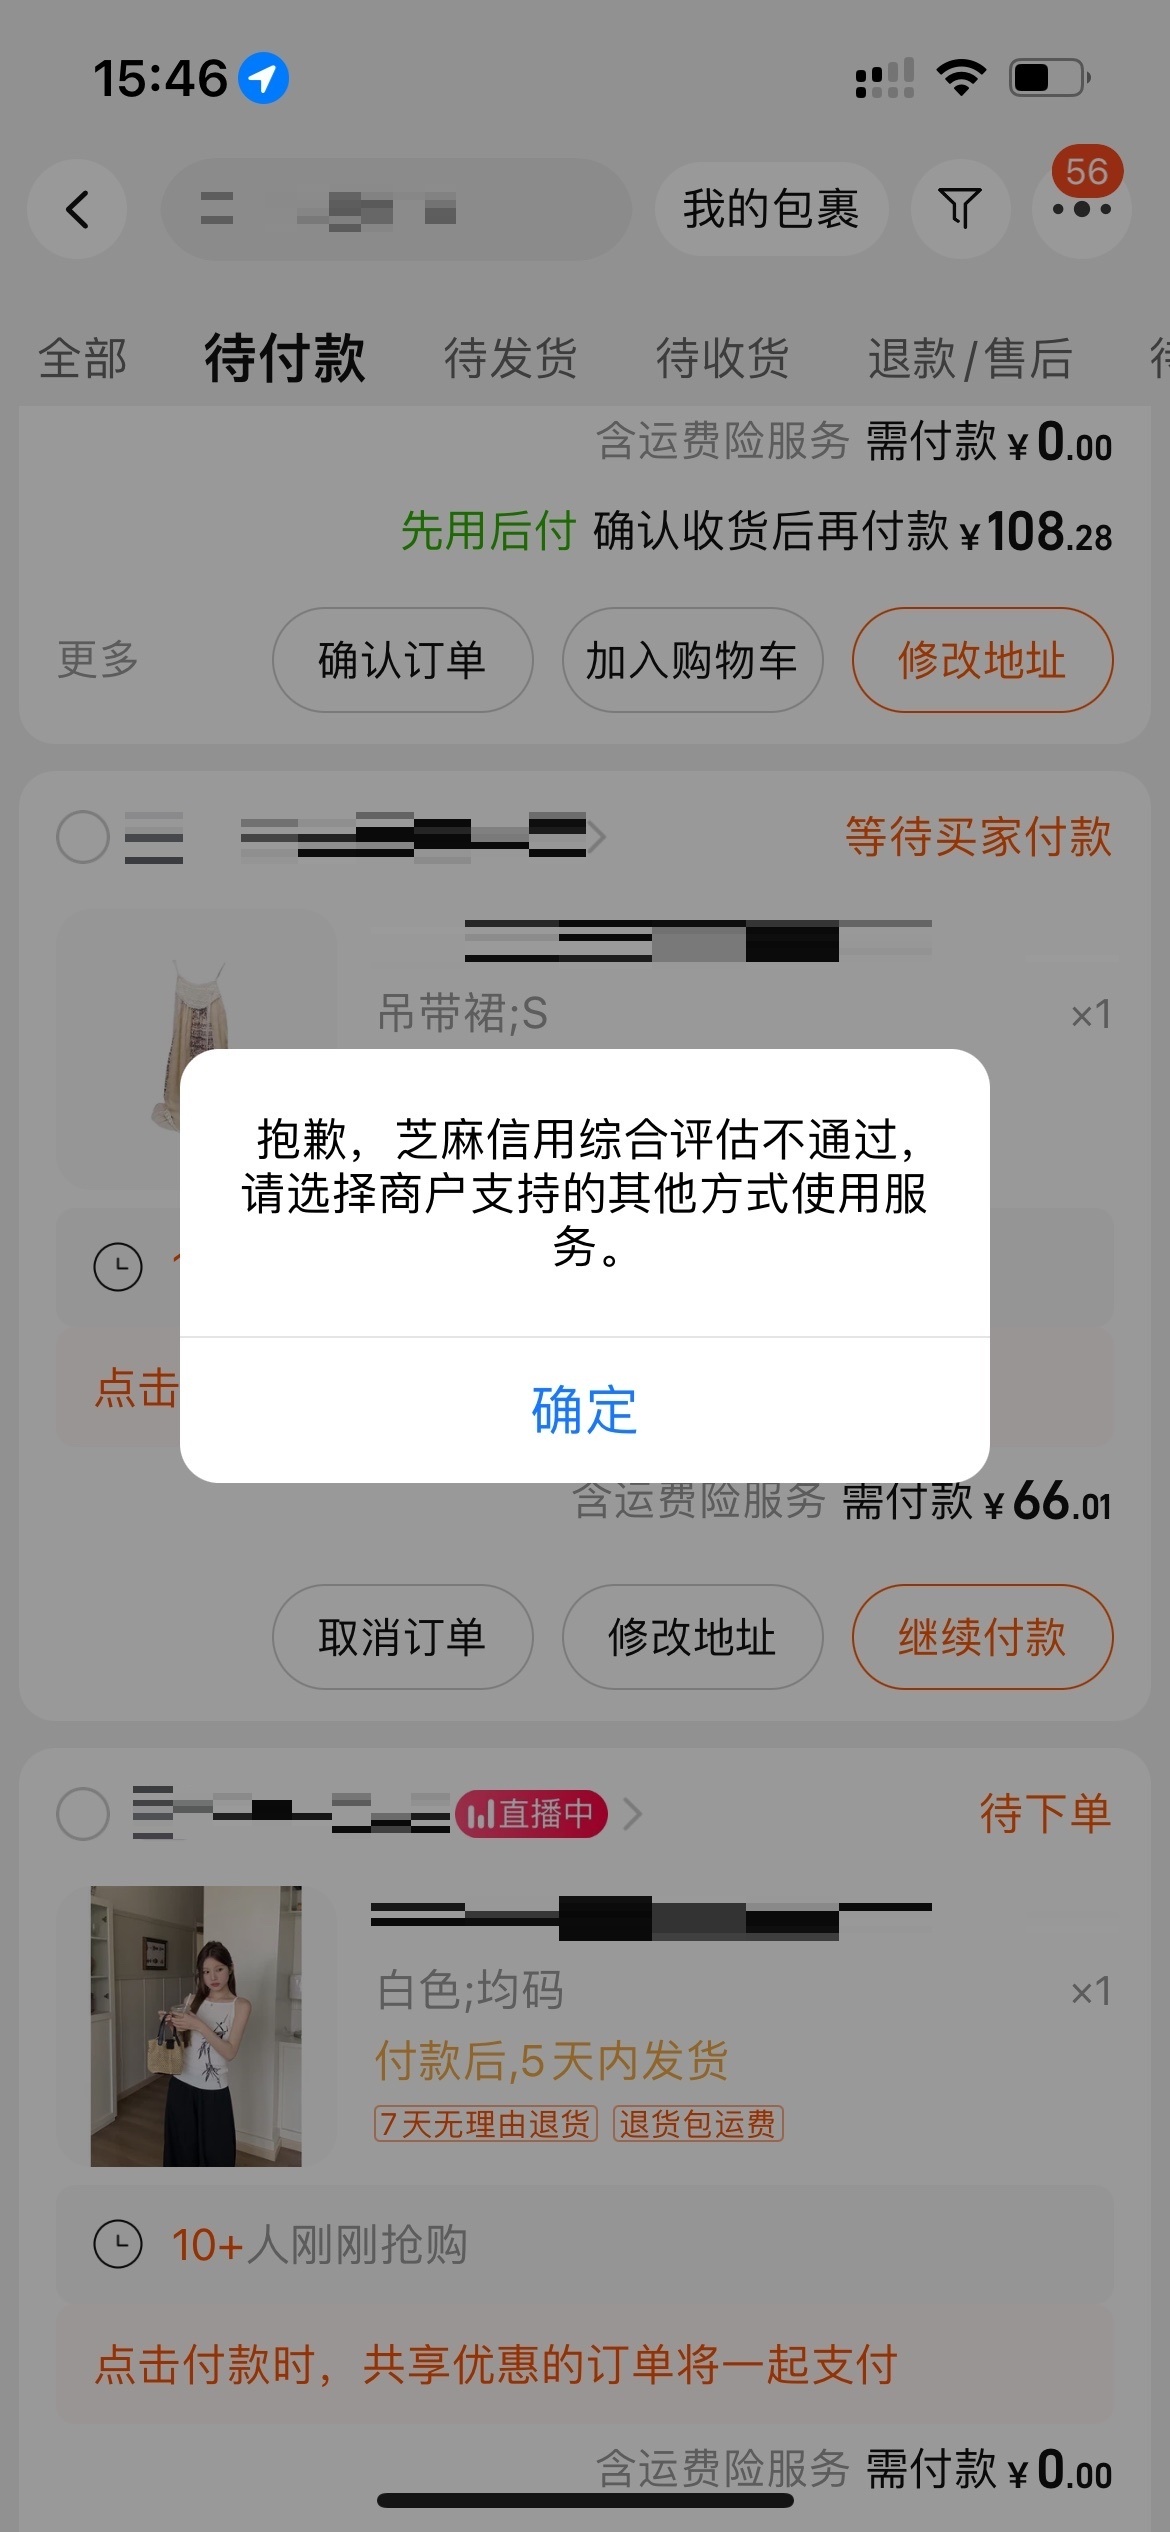 15:46
56
我的包裹
全部 待付款 待发货 待收货 退款/售后
含运费险服务 需付款 ¥0.00
先用后付 确认收货后再付款 ¥108.28
更多 确认订单 加入购物车 修改地址
等待买家付款
吊带裙;S ×1
抱歉，芝麻信用综合评估不通过，
请选择商户支持的其他方式使用服
务。
点击
确定
含运费险服务 需付款 ¥66.01
取消订单 修改地址 继续付款
直播中 待下单
白色;均码 ×1
付款后,5天内发货
7天无理由退货 退货包运费
10+人刚刚抢购
点击付款时，共享优惠的订单将一起支付
含运费险服务 需付款 ¥0.00